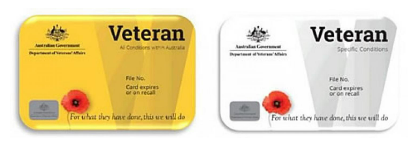 Veteran
All Conditions within Australia
Australian Government
Department of Veterans' Affairs
File No.
Card expires
or on recall
For what they have done, this we will do
Veteran
Specific Conditions
Australian Government
Department of Veterans' Affairs
File No.
Card expires
or on recall
For what they have done, this we will do